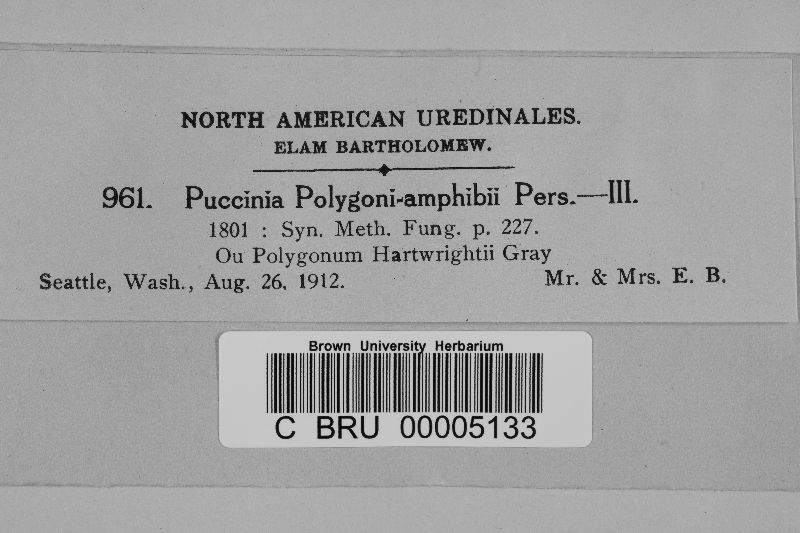 NORTH AMERICAN UREDINALES.
ELAM BARTHOLOMEW.
961. Puccinia Polygoni-amphibii Pers.—III.
1801 : Syn. Meth. Fung. p. 227.
Ou Polygonum Hartwrightii Gray
Seattle, Wash., Aug. 26, 1912. Mr. & Mrs. E. B.
Brown University Herbarium
C BRU 00005133